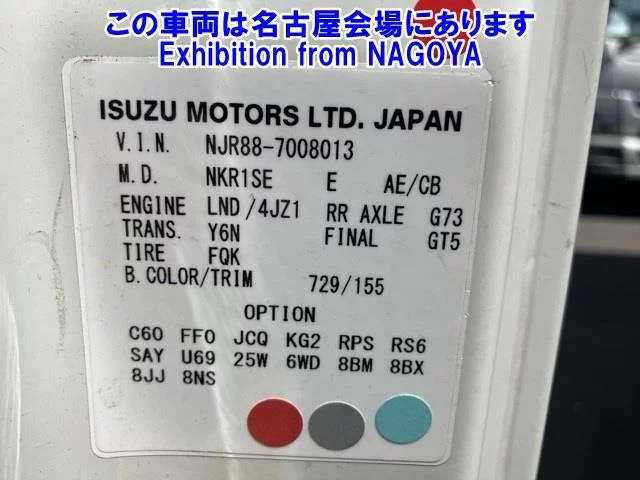 この車両は名古屋会場にあります
Exhibition from NAGOYA
ISUZU MOTORS LTD. JAPAN
V.I.N. NJR88-7008013
M.D. NKR1SE E AE/CB
ENGINE LND/4JZ1 RR AXLE G73
TRANS. Y6N FINAL GT5
TIRE FQK
B.COLOR/TRIM 729/155
OPTION
C60 FF0 JCQ KG2 RPS RS6
SAY U69 25W 6WD 8BM 8BX
8JJ 8NS